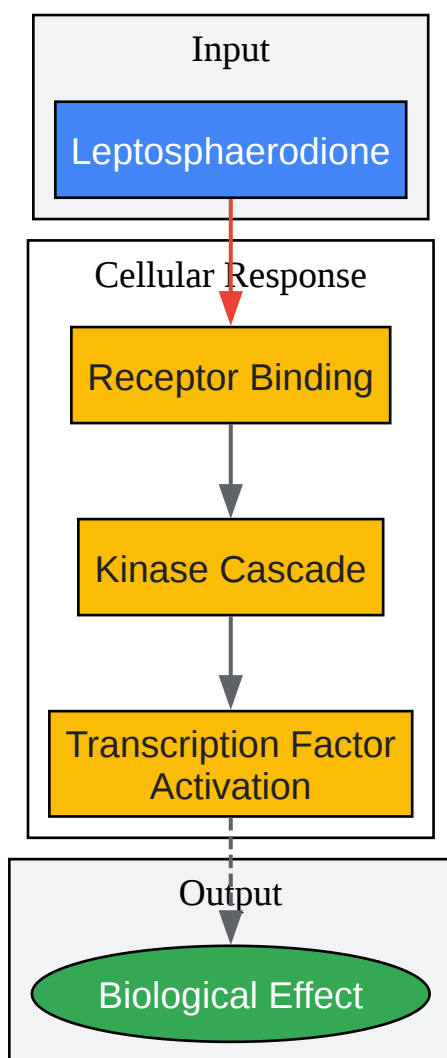 Input
Leptosphaerodione
Cellular Response
Receptor Binding
Kinase Cascade
Transcription Factor
Activation
Output
Biological Effect